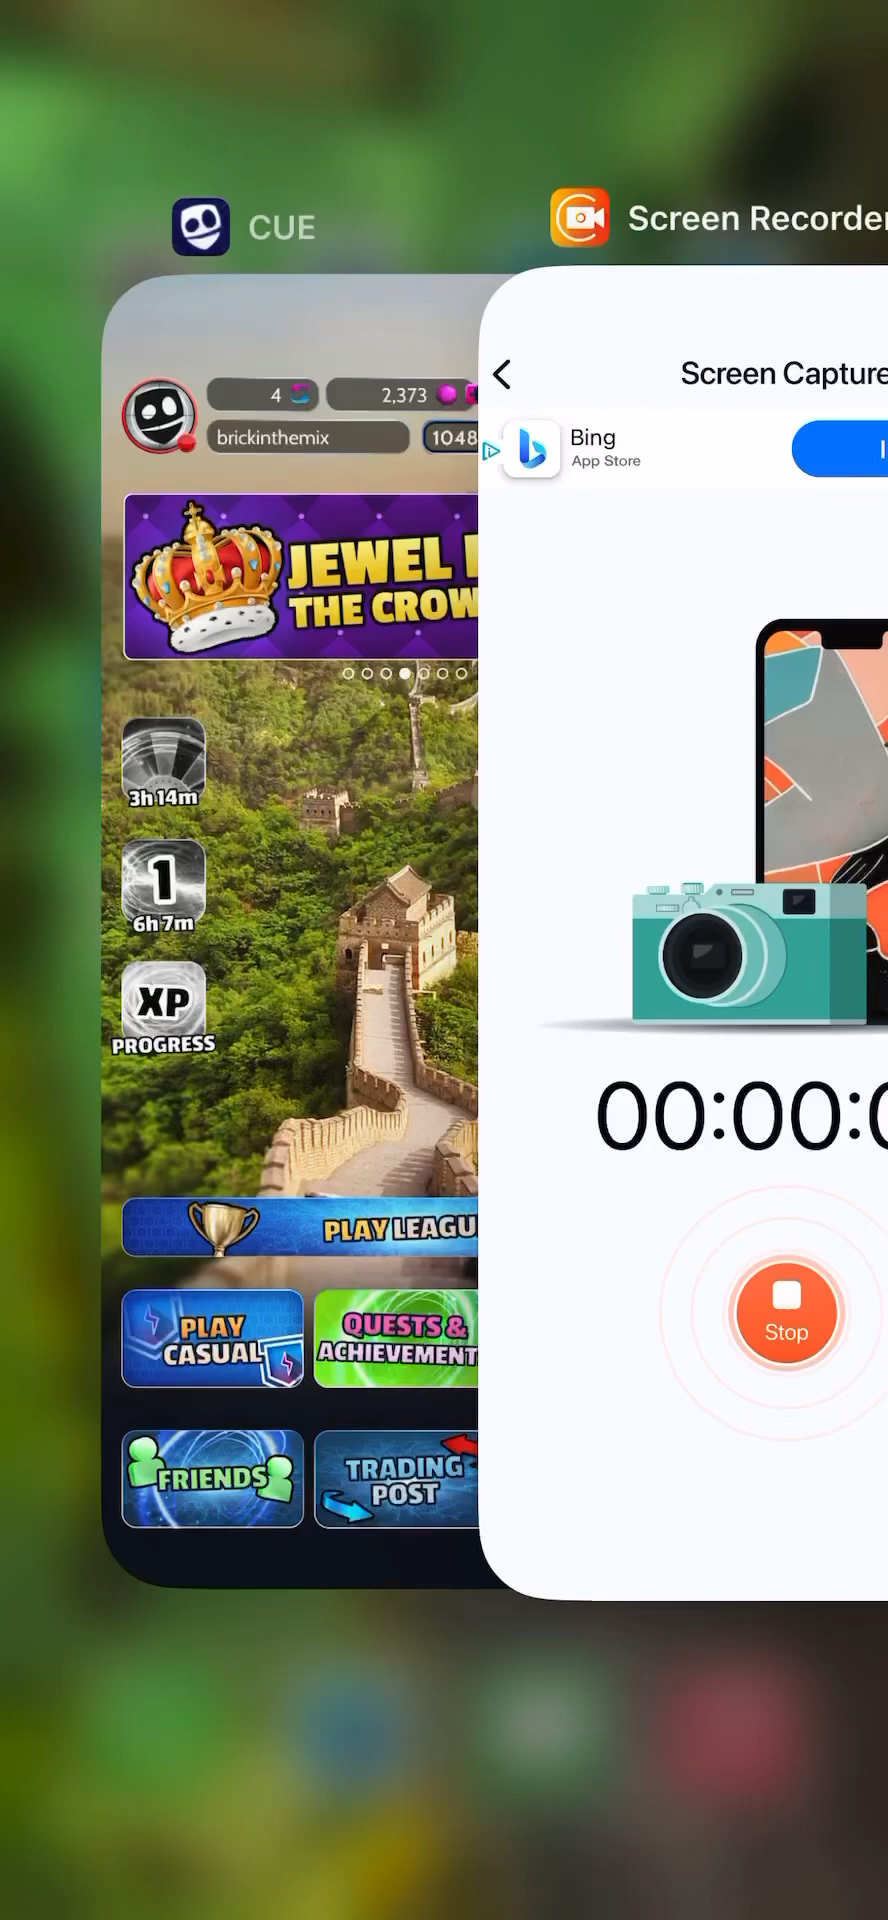 CUE
Screen Recorder
4
2,373
brickinthemix
1048
JEWEL
THE CROW
3h 14m
1
6h 7m
XP
PROGRESS
PLAY LEAGU
PLAY
CASUAL
QUESTS &
ACHIEVEMENT
FRIENDS
TRADING
POST
Screen Capture
Bing
App Store
I
00:00:0
Stop